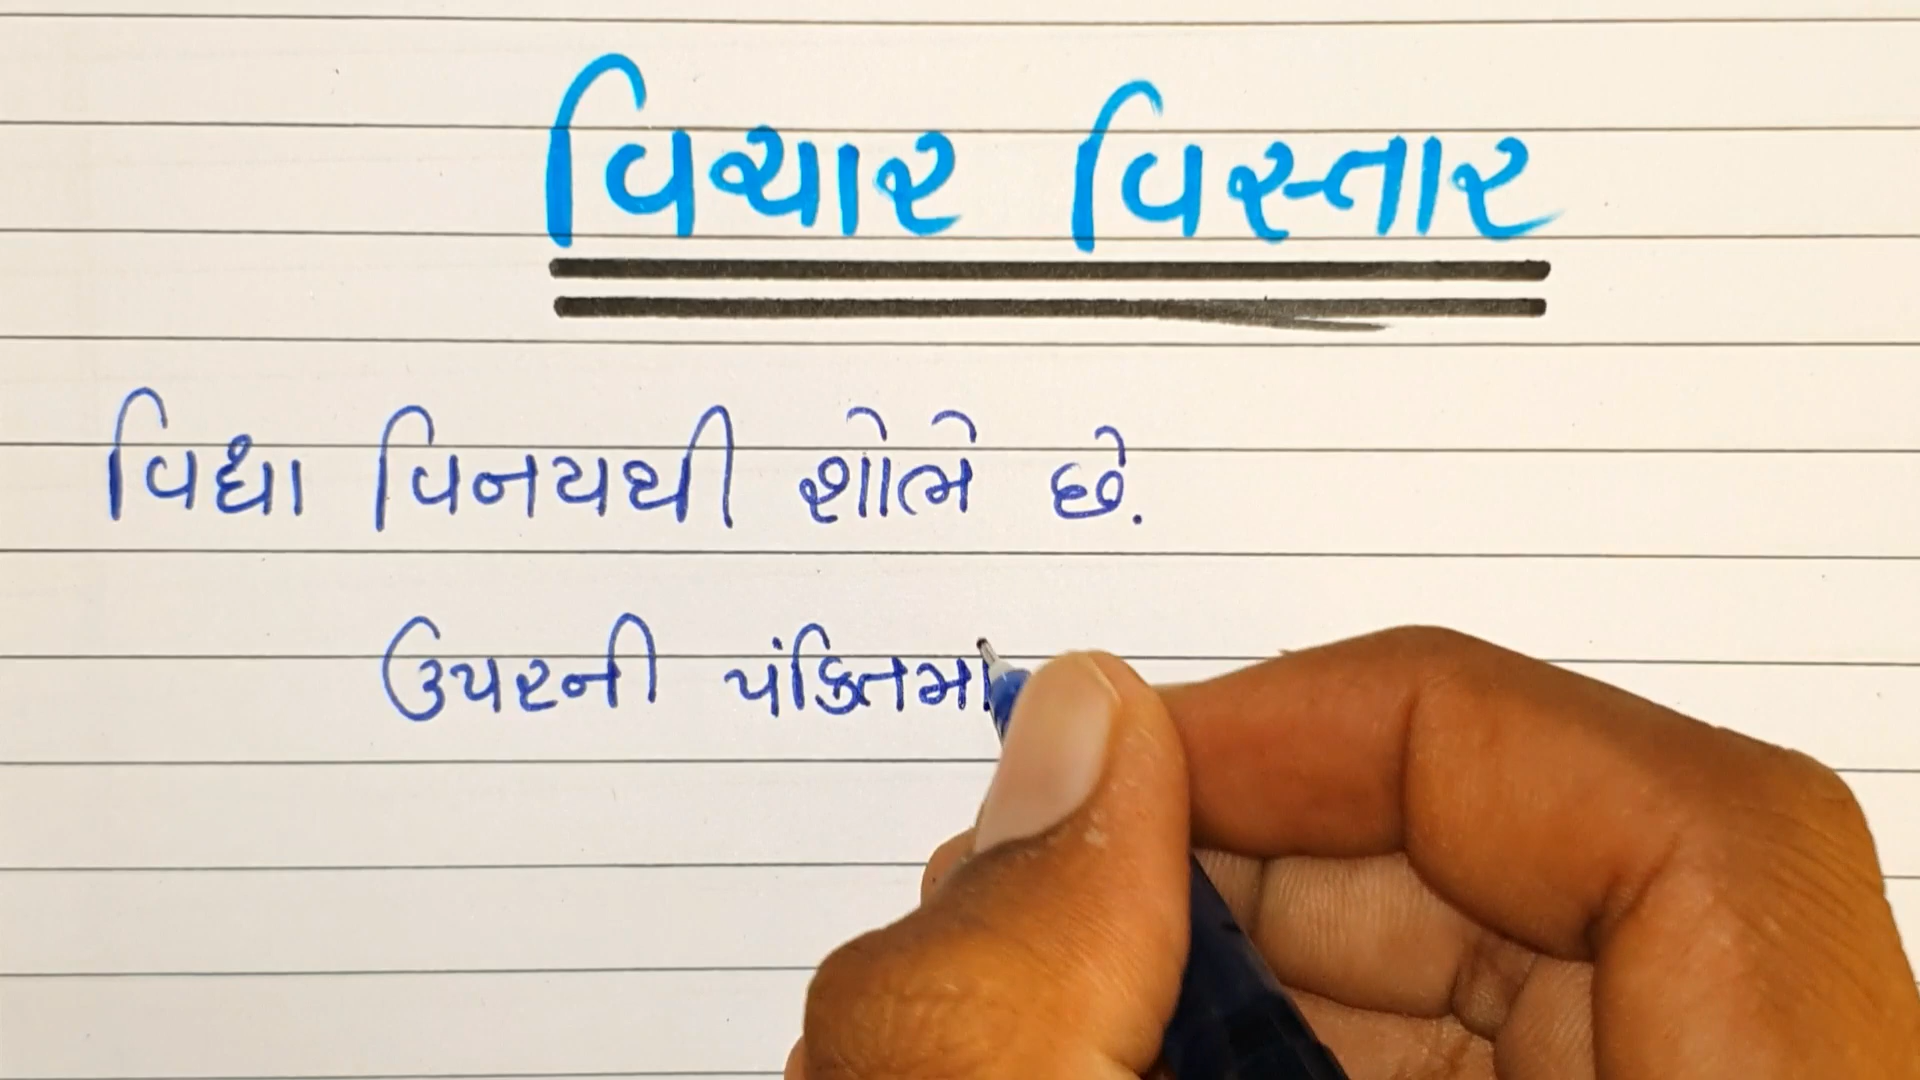 વિચાર વિસ્તાર
વિદ્યા વિનયથી શોભે છે.
ઉપરની પંક્તિમા